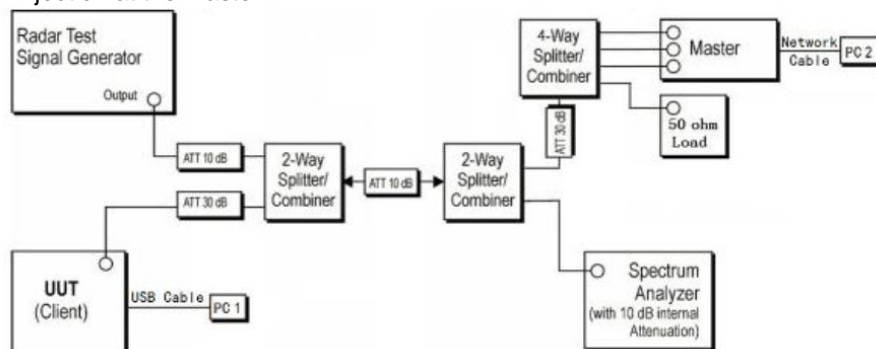 Radar Test
Signal Generator
Output
ATT 10 dB
ATT 30 dB
2-Way
Splitter/
Combiner
ATT 10 dB
2-Way
Splitter/
Combiner
ATT 30 dB
4-Way
Splitter/
Combiner
Master
Network
Cable
PC 2
50 ohm
Load
UUT
(Client)
USB Cable
PC 1
Spectrum
Analyzer
(with 10 dB internal
Attenuation)